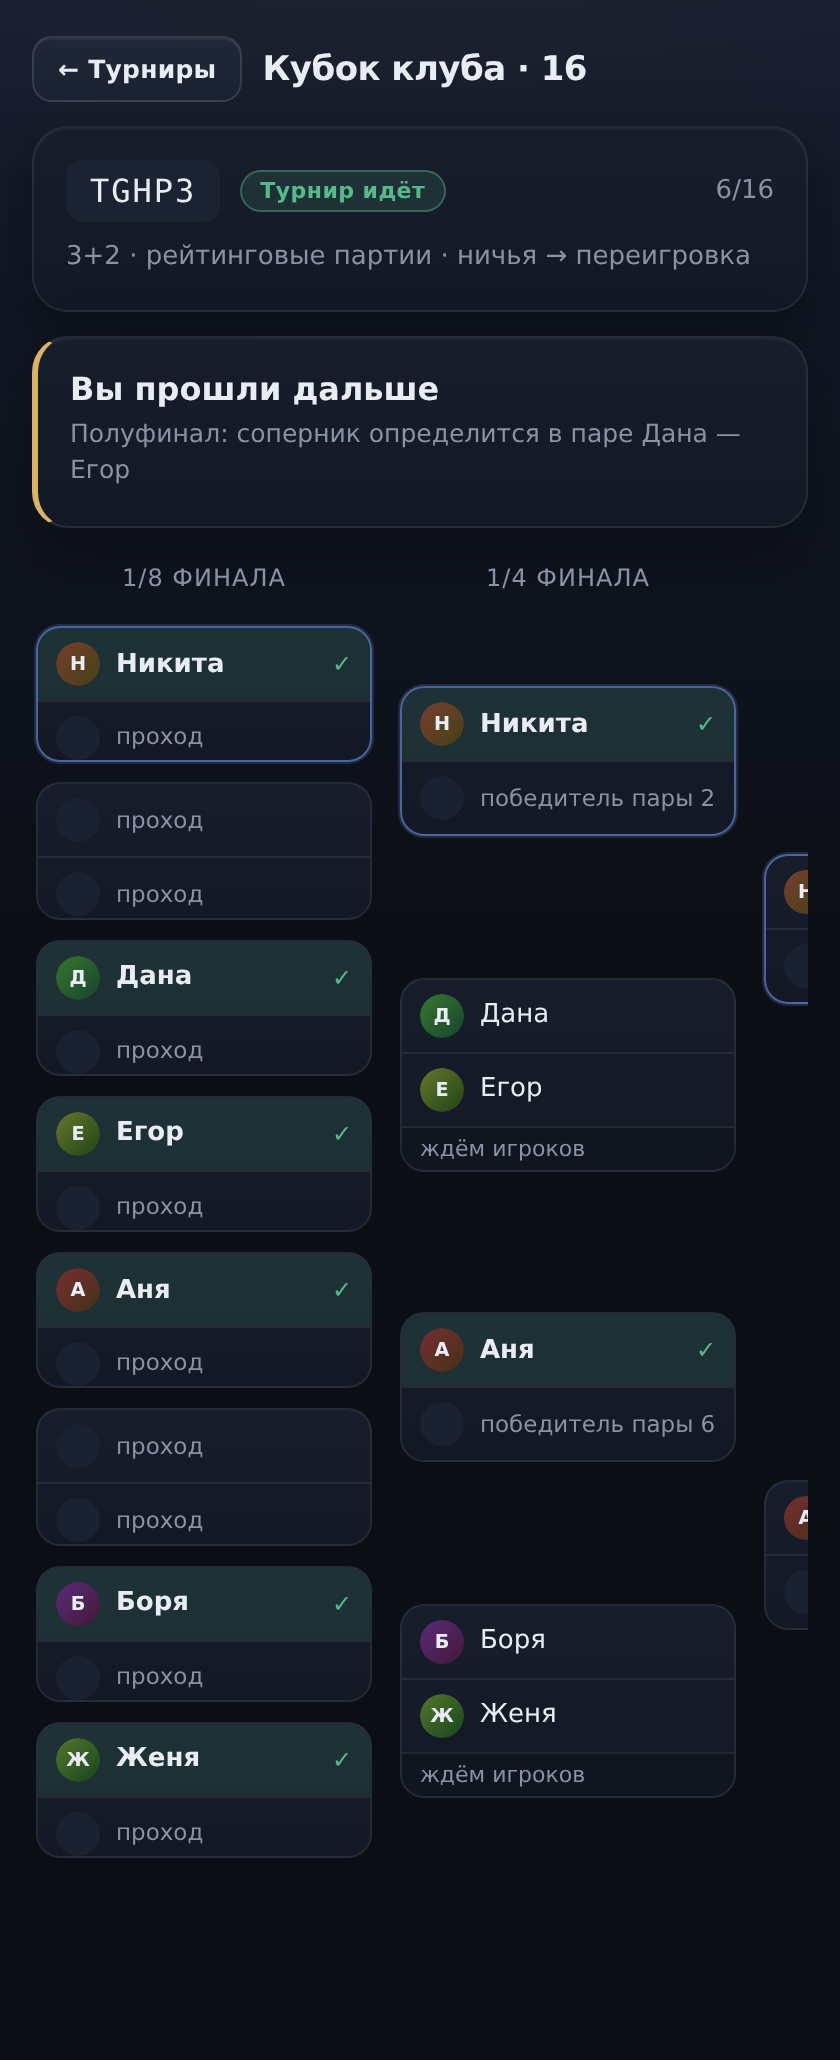 ← Турниры
Кубок клуба · 16
TGHP3
Турнир идёт
6/16
3+2 · рейтинговые партии · ничья → переигровка
Вы прошли дальше
Полуфинал: соперник определится в паре Дана —
Егор
1/8 ФИНАЛА
Н Никита ✓
проход
проход
проход
Д Дана ✓
проход
Е Егор ✓
проход
А Аня ✓
проход
проход
проход
Б Боря ✓
проход
Ж Женя ✓
проход
1/4 ФИНАЛА
Н Никита ✓
победитель пары 2
Д Дана
Е Егор
ждём игроков
А Аня ✓
победитель пары 6
Б Боря
Ж Женя
ждём игроков